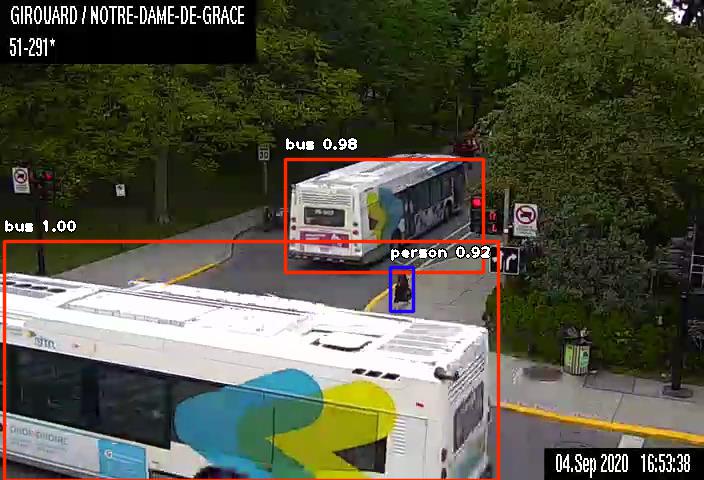 GIROUARD / NOTRE-DAME-DE-GRACE
51-291*
bus 0.98
bus 1.00
person 0.92
stm
04.Sep 2020 16:53:38